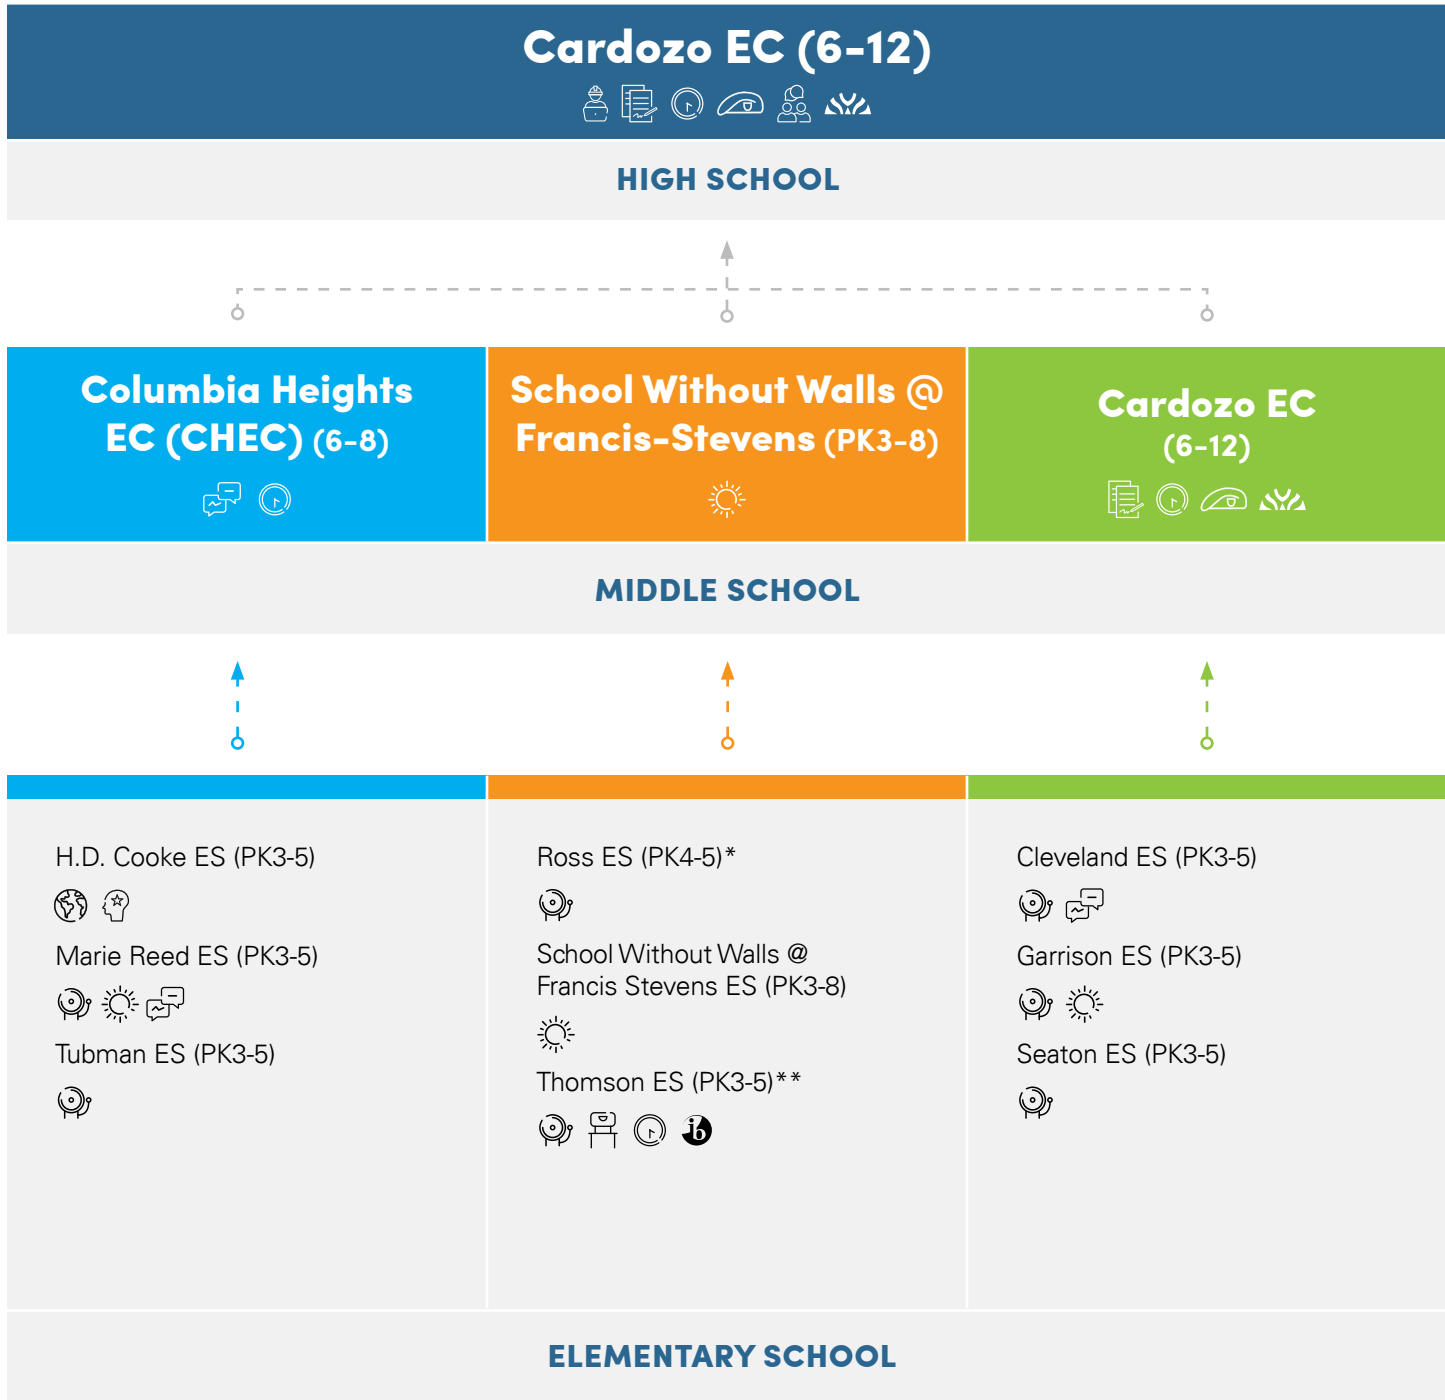 Cardozo EC (6-12)
HIGH SCHOOL
Columbia Heights
EC (CHEC) (6-8)
School Without Walls @
Francis-Stevens (PK3-8)
Cardozo EC
(6-12)
MIDDLE SCHOOL
H.D. Cooke ES (PK3-5)
Marie Reed ES (PK3-5)
Tubman ES (PK3-5)
Ross ES (PK4-5)*
School Without Walls @
Francis Stevens ES (PK3-8)
Thomson ES (PK3-5)**
ib
Cleveland ES (PK3-5)
Garrison ES (PK3-5)
Seaton ES (PK3-5)
ELEMENTARY SCHOOL